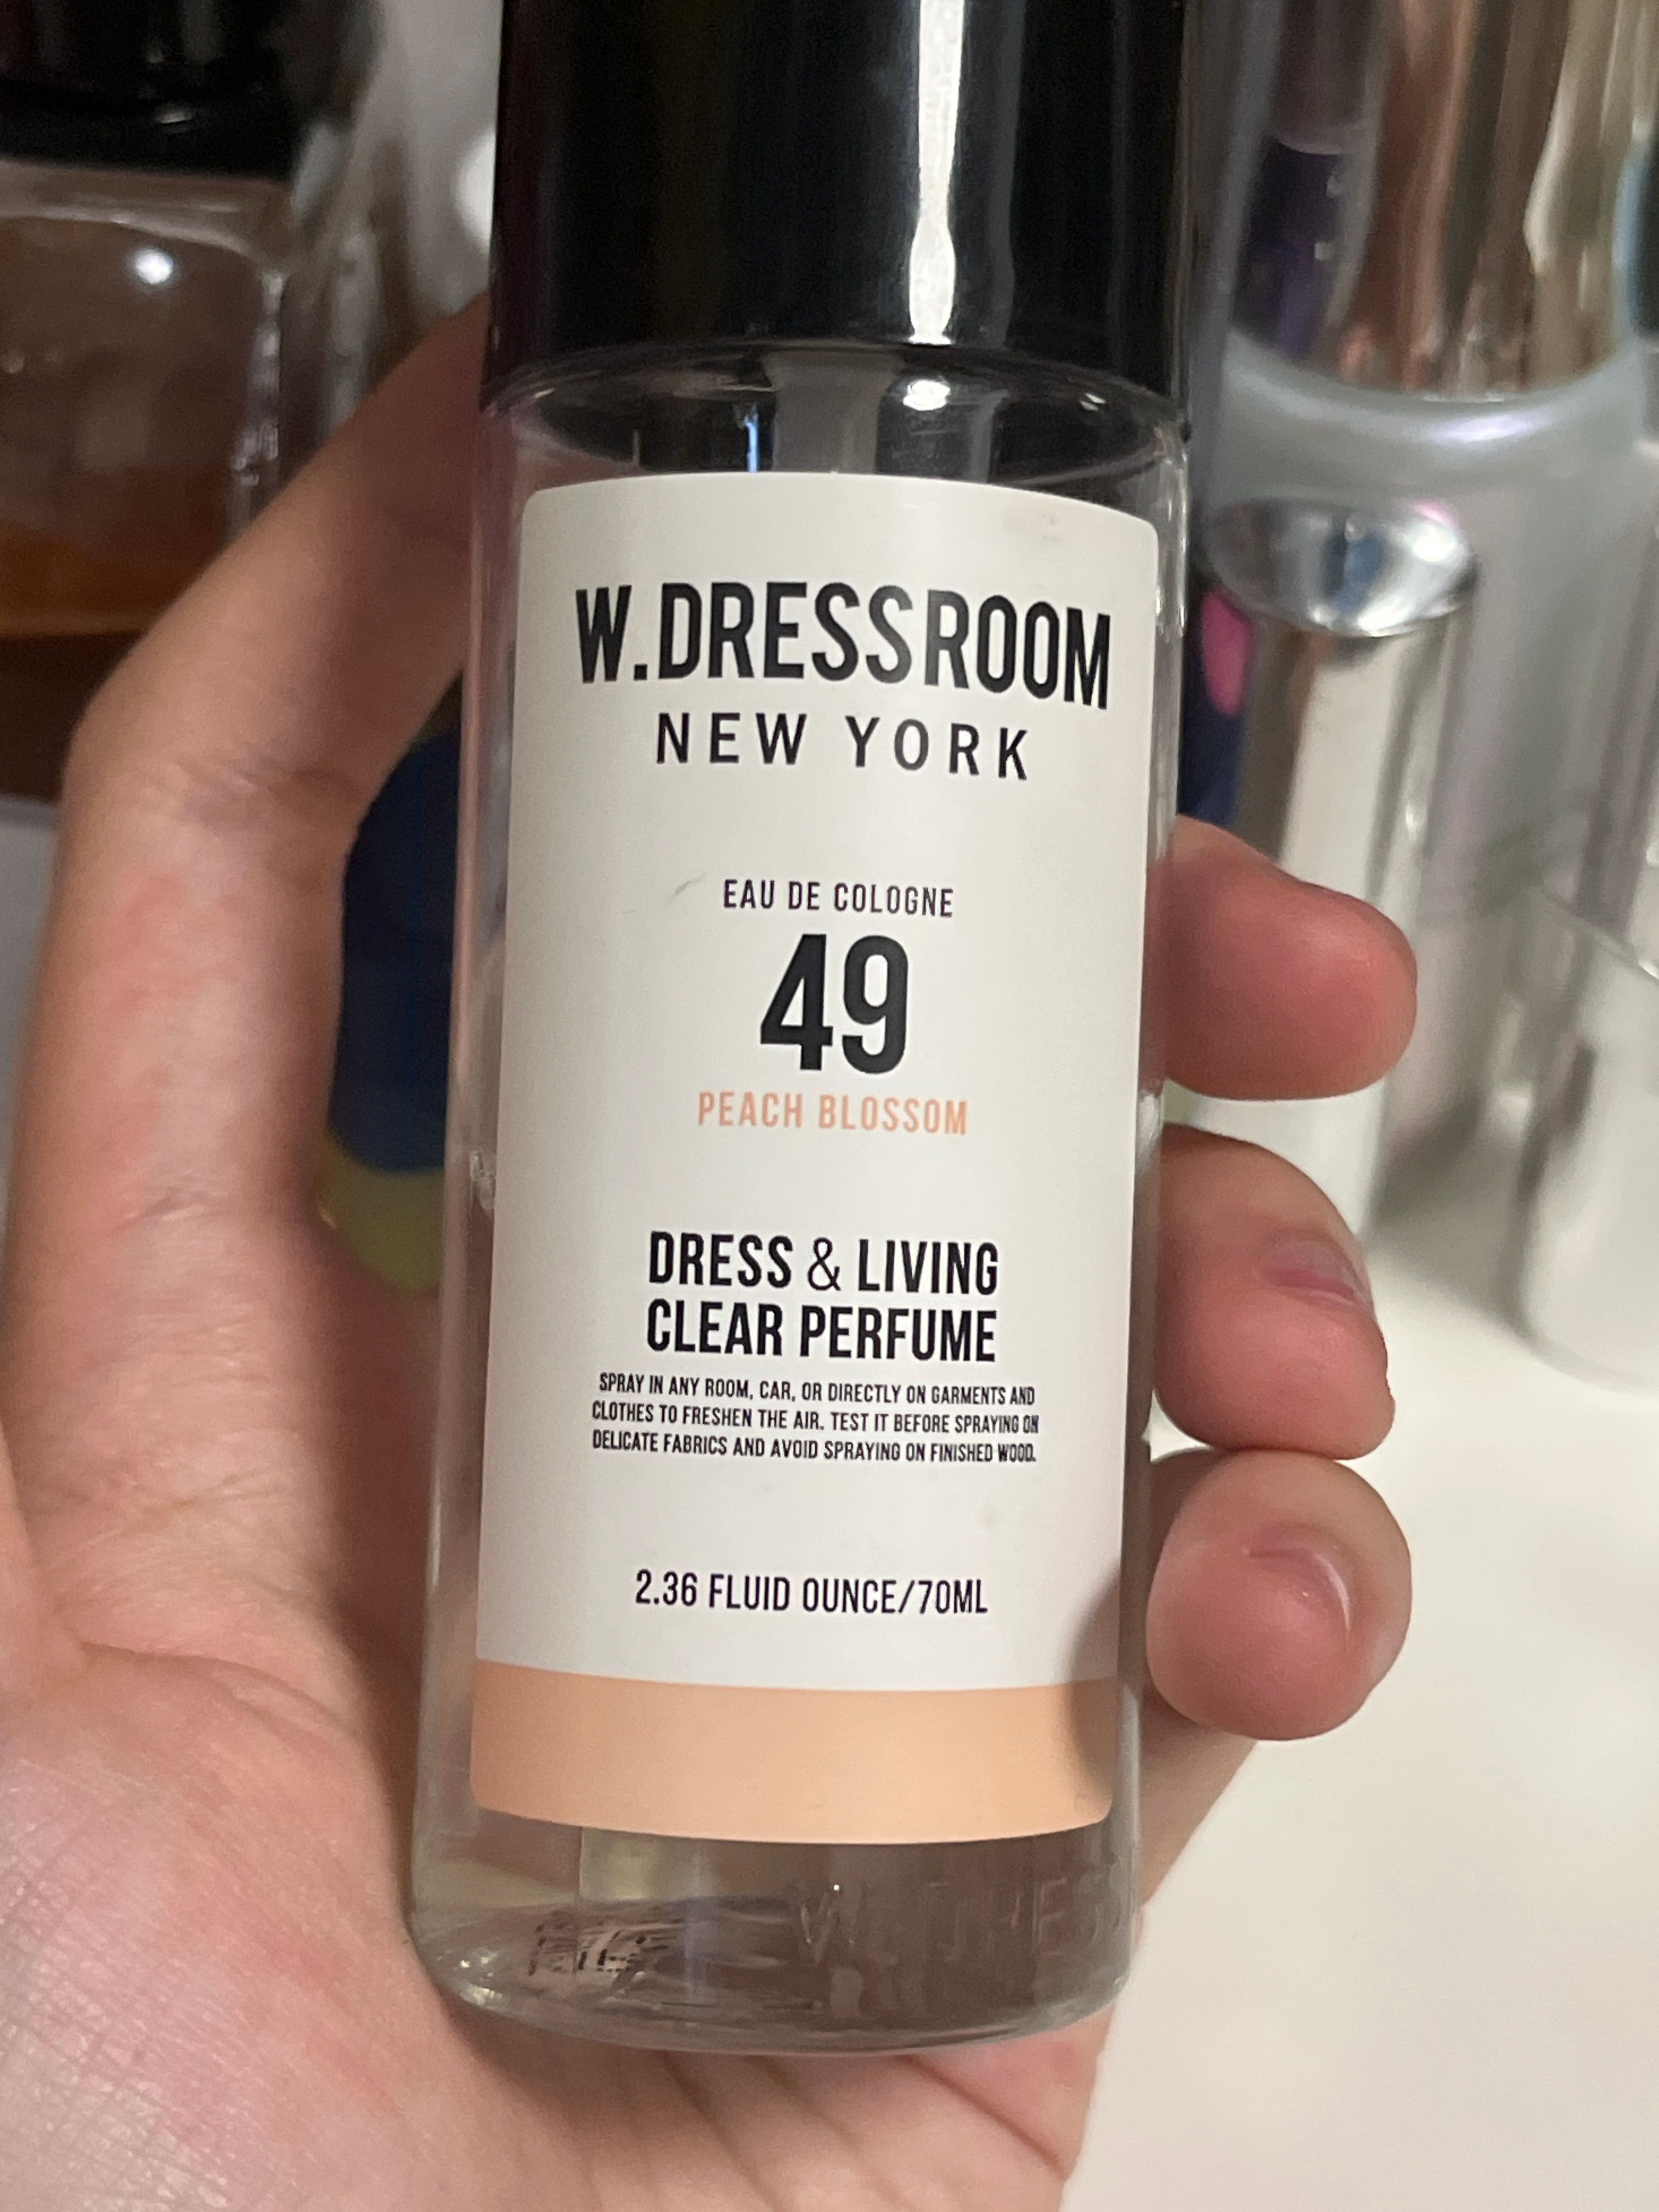 W.DRESSROOM
NEW YORK
EAU DE COLOGNE
49
PEACH BLOSSOM
DRESS & LIVING
CLEAR PERFUME
SPRAY IN ANY ROOM, CAR, OR DIRECTLY ON GARMENTS AND
CLOTHES TO FRESHEN THE AIR. TEST IT BEFORE SPRAYING ON
DELICATE FABRICS AND AVOID SPRAYING ON FINISHED WOOD.
2.36 FLUID OUNCE/70ML